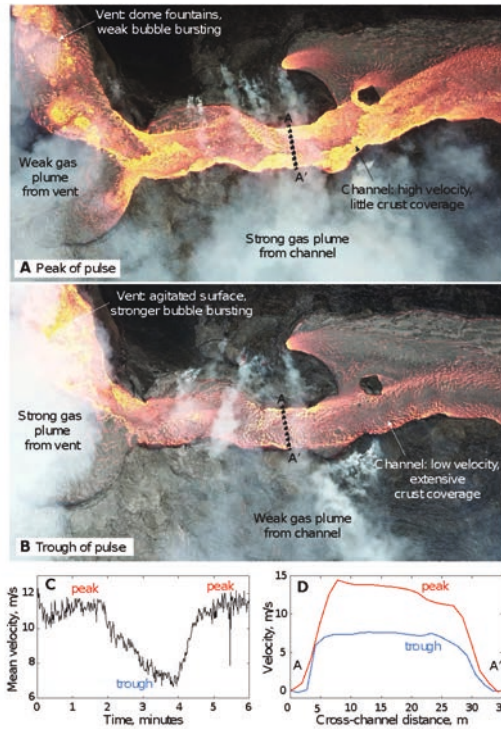 Vent: dome fountains,
weak bubble bursting
Weak gas
plume
from vent
A
A'
Channel: high velocity,
little crust coverage
Strong gas plume
from channel
A Peak of pulse
Vent: agitated surface,
stronger bubble bursting
Strong gas
plume
from vent
A
A'
Channel: low velocity,
extensive
crust coverage
Weak gas plume
from channel
B Trough of pulse
C
peak
peak
trough
Mean velocity, m/s
12
10
8
6
0 1 2 3 4 5 6
Time, minutes
D
peak
trough
A
A'
Velocity, m/s
15
10
5
0
0 5 10 15 20 25 30 35
Cross-channel distance, m